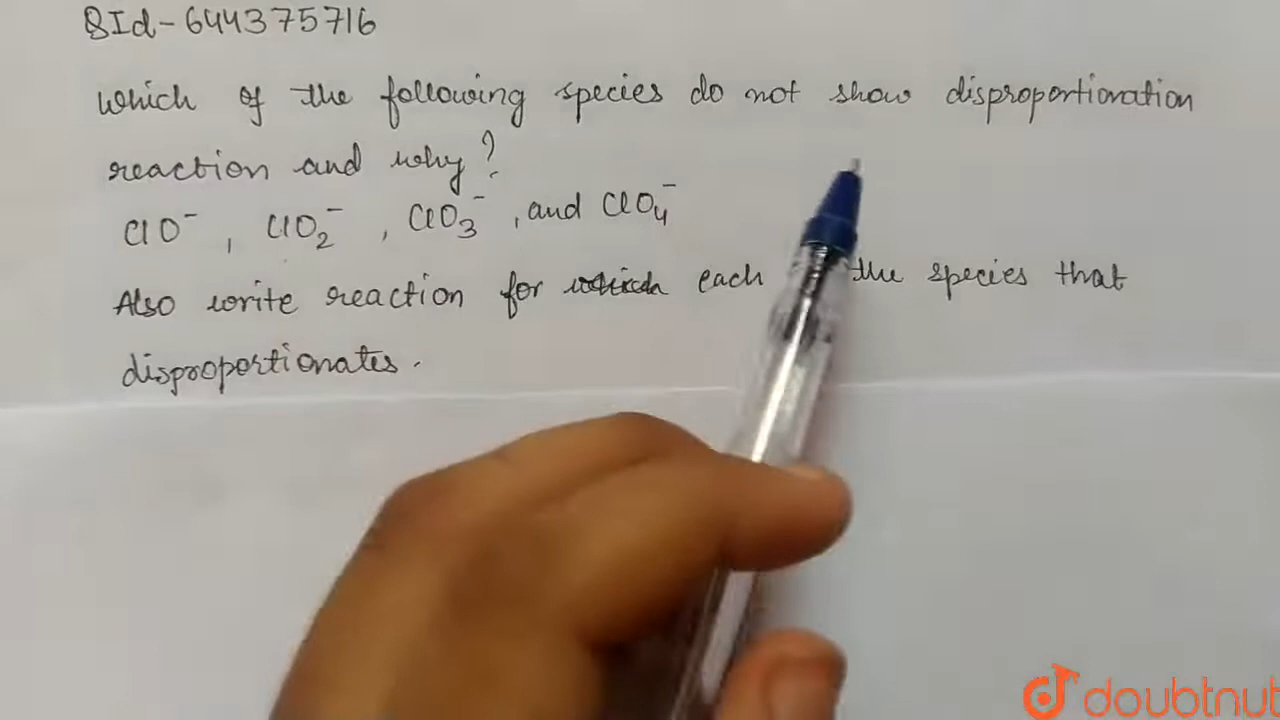 QId-644375716
which of the following species do not show disproportionation
reaction and why?
ClO⁻, ClO₂⁻, ClO₃⁻, and ClO₄⁻
Also write reaction for each the species that
disproportionates.
doubtnut